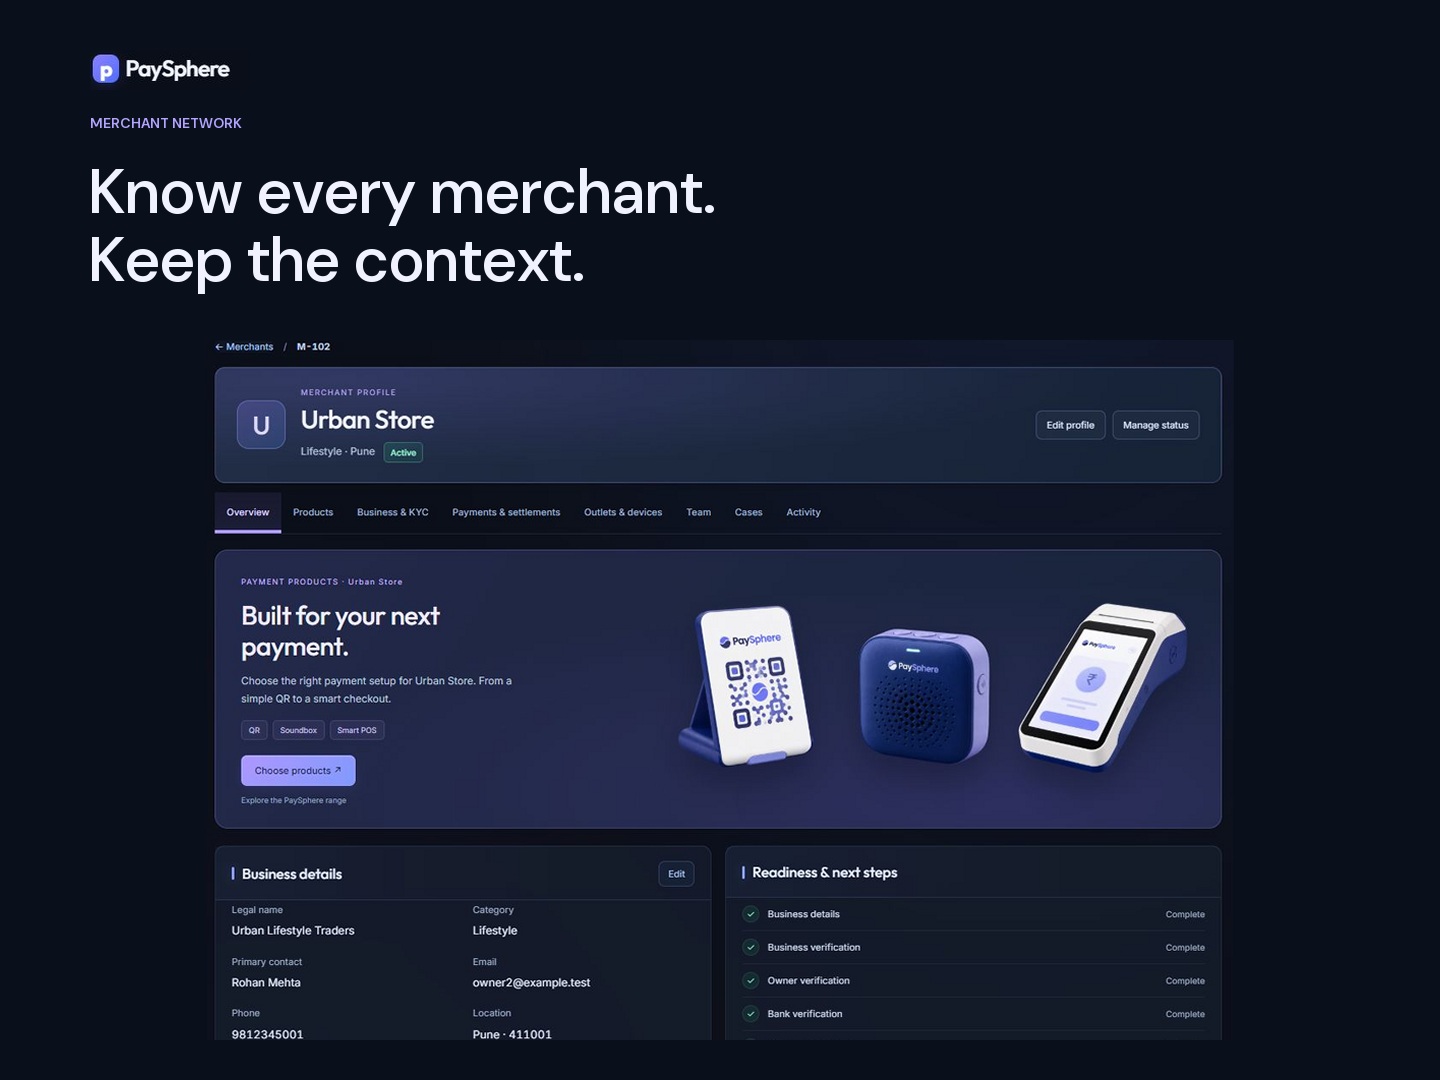 p PaySphere
MERCHANT NETWORK
Know every merchant.
Keep the context.
← Merchants / M-102
MERCHANT PROFILE
U
Urban Store
Lifestyle · Pune Active
Edit profile Manage status
Overview Products Business & KYC Payments & settlements Outlets & devices Team Cases Activity
PAYMENT PRODUCTS · Urban Store
Built for your next
payment.
Choose the right payment setup for Urban Store. From a
simple QR to a smart checkout.
QR Soundbox Smart POS
Choose products ↗
Explore the PaySphere range
PaySphere
PaySphere
PaySphere
₹
Business details Edit
Legal name Category
Urban Lifestyle Traders Lifestyle
Primary contact Email
Rohan Mehta owner2@example.test
Phone Location
9812345001 Pune · 411001
Readiness & next steps
Business details Complete
Business verification Complete
Owner verification Complete
Bank verification Complete